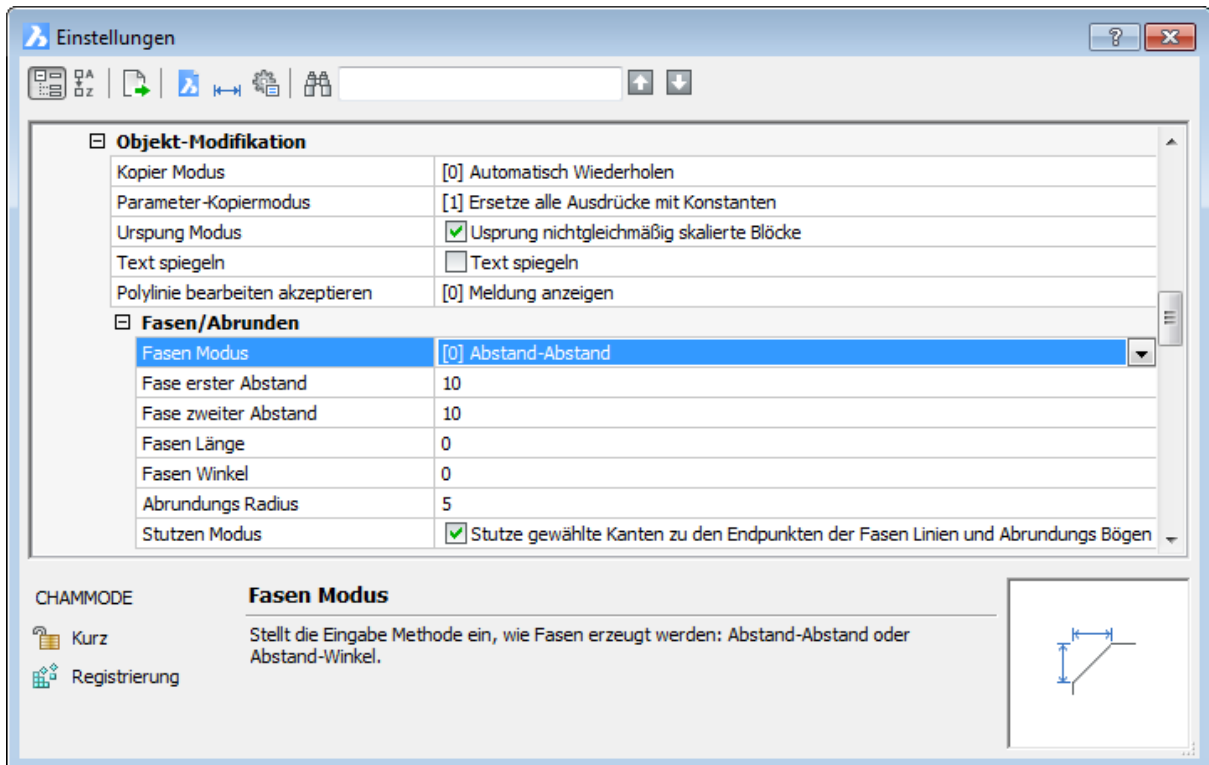 Einstellungen
Objekt-Modifikation
Kopier Modus [0] Automatisch Wiederholen
Parameter-Kopiermodus [1] Ersetze alle Ausdrücke mit Konstanten
Urspung Modus Usprung nichtgleichmäßig skalierte Blöcke
Text spiegeln Text spiegeln
Polylinie bearbeiten akzeptieren [0] Meldung anzeigen
Fasen/Abrunden
Fasen Modus [0] Abstand-Abstand
Fase erster Abstand 10
Fase zweiter Abstand 10
Fasen Länge 0
Fasen Winkel 0
Abrundungs Radius 5
Stutzen Modus Stutze gewählte Kanten zu den Endpunkten der Fasen Linien und Abrundungs Bögen
CHAMMODE
Kurz
Registrierung
Fasen Modus
Stellt die Eingabe Methode ein, wie Fasen erzeugt werden: Abstand-Abstand oder
Abstand-Winkel.